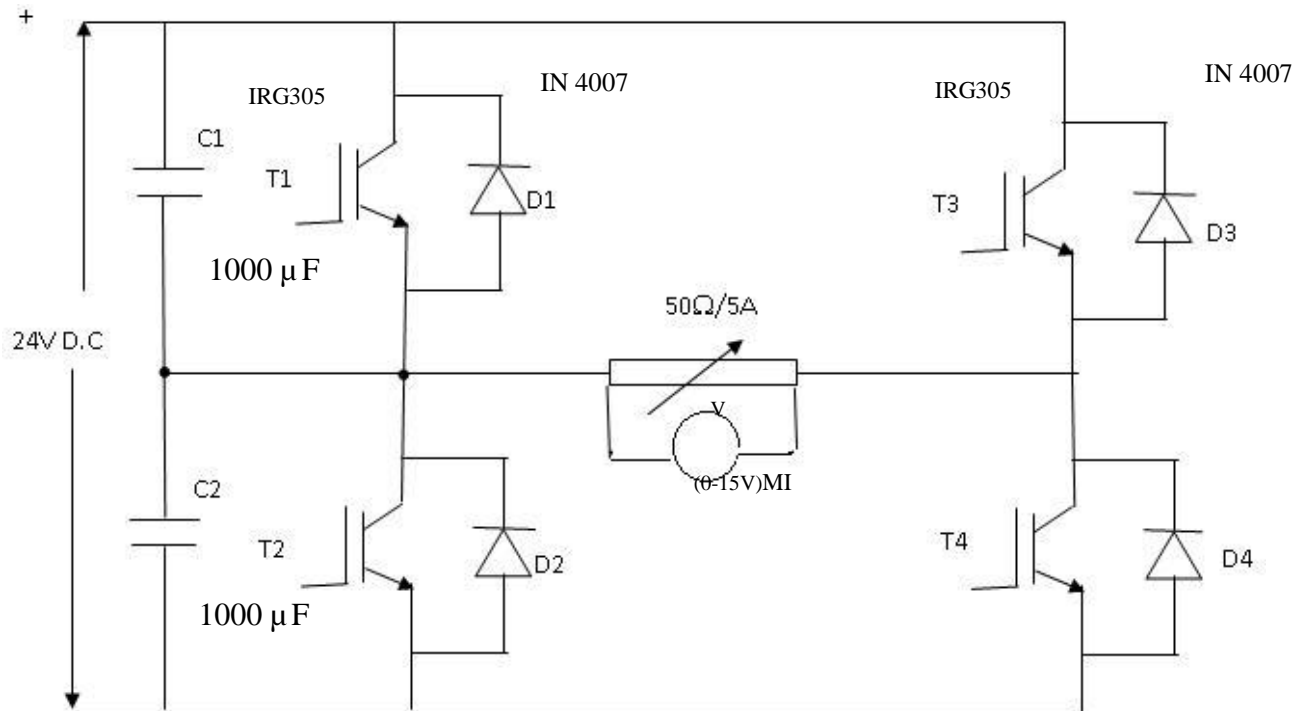 +
IRG305
IN 4007
IRG305
IN 4007
C1
T1
D1
T3
D3
1000 µF
24V D.C
50Ω/5A
V
(0-15V)MI
C2
T2
D2
T4
D4
1000 µF